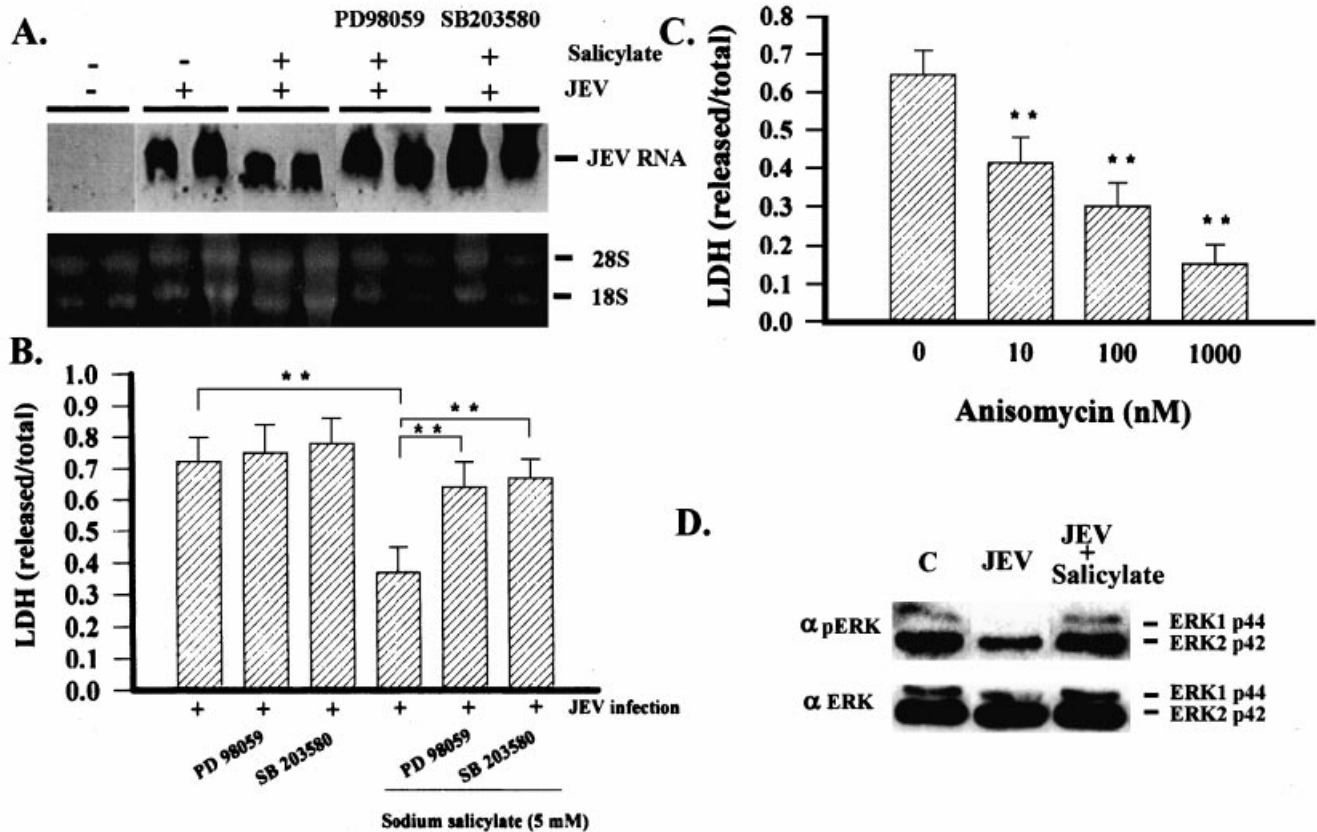 A.
PD98059 SB203580
- - + + + Salicylate
- + + + + JEV
JEV RNA
28S
18S
B.
LDH (released/total)
1.0
0.9
0.8
0.7
0.6
0.5
0.4
0.3
0.2
0.1
0.0
* *
* *
* *
+ + + + + + JEV infection
PD 98059
SB 203580
PD 98059
SB 203580
Sodium salicylate (5 mM)
C.
LDH (released/total)
0.8
0.7
0.6
0.5
0.4
0.3
0.2
0.1
0.0
* *
* *
* *
0 10 100 1000
Anisomycin (nM)
D.
C JEV JEV
+
Salicylate
α pERK
ERK1 p44
ERK2 p42
α ERK
ERK1 p44
ERK2 p42